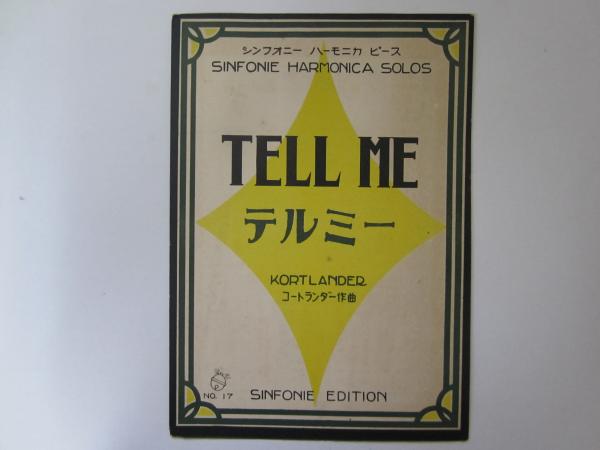 シンフオニー ハーモニカ ピース
SINFONIE HARMONICA SOLOS
TELL ME
テルミー
KORTLANDER
コートランダー作曲
NO. 17
SINFONIE EDITION